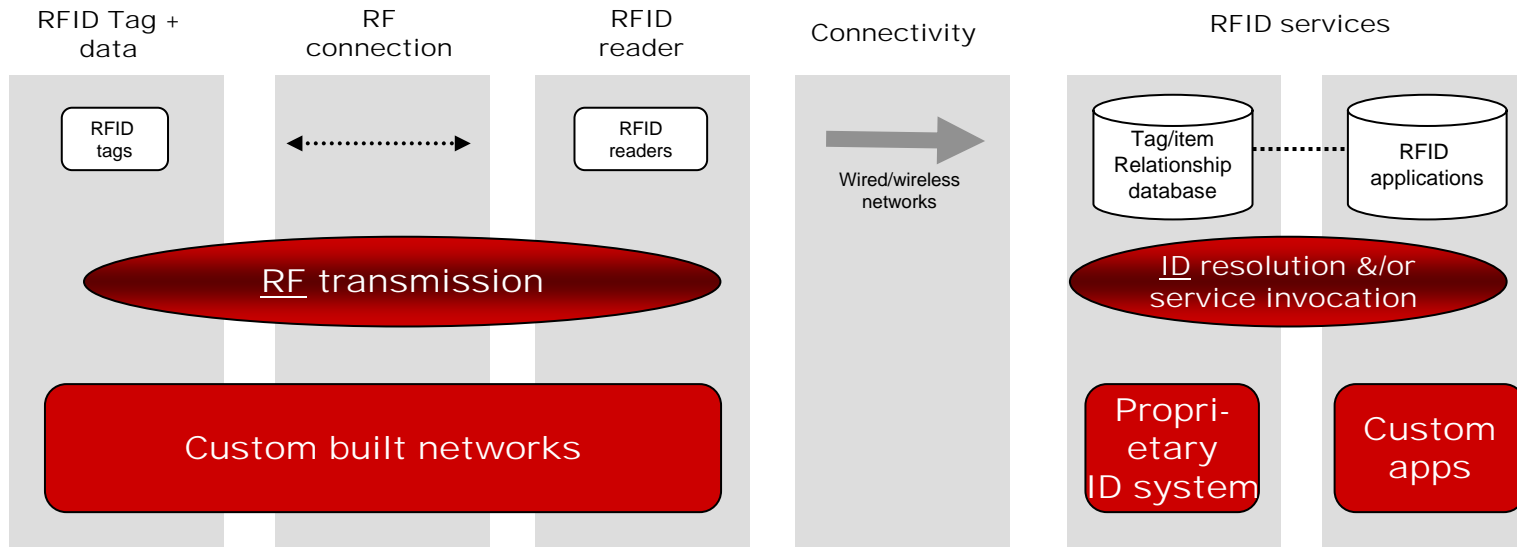 RFID Tag +
data
RF
connection
RFID
reader
Connectivity
RFID services
RFID
tags
RFID
readers
Wired/wireless
networks
Tag/item
Relationship
database
RFID
applications
RF transmission
ID resolution &/or
service invocation
Custom built networks
Propri-
etary
ID system
Custom
apps